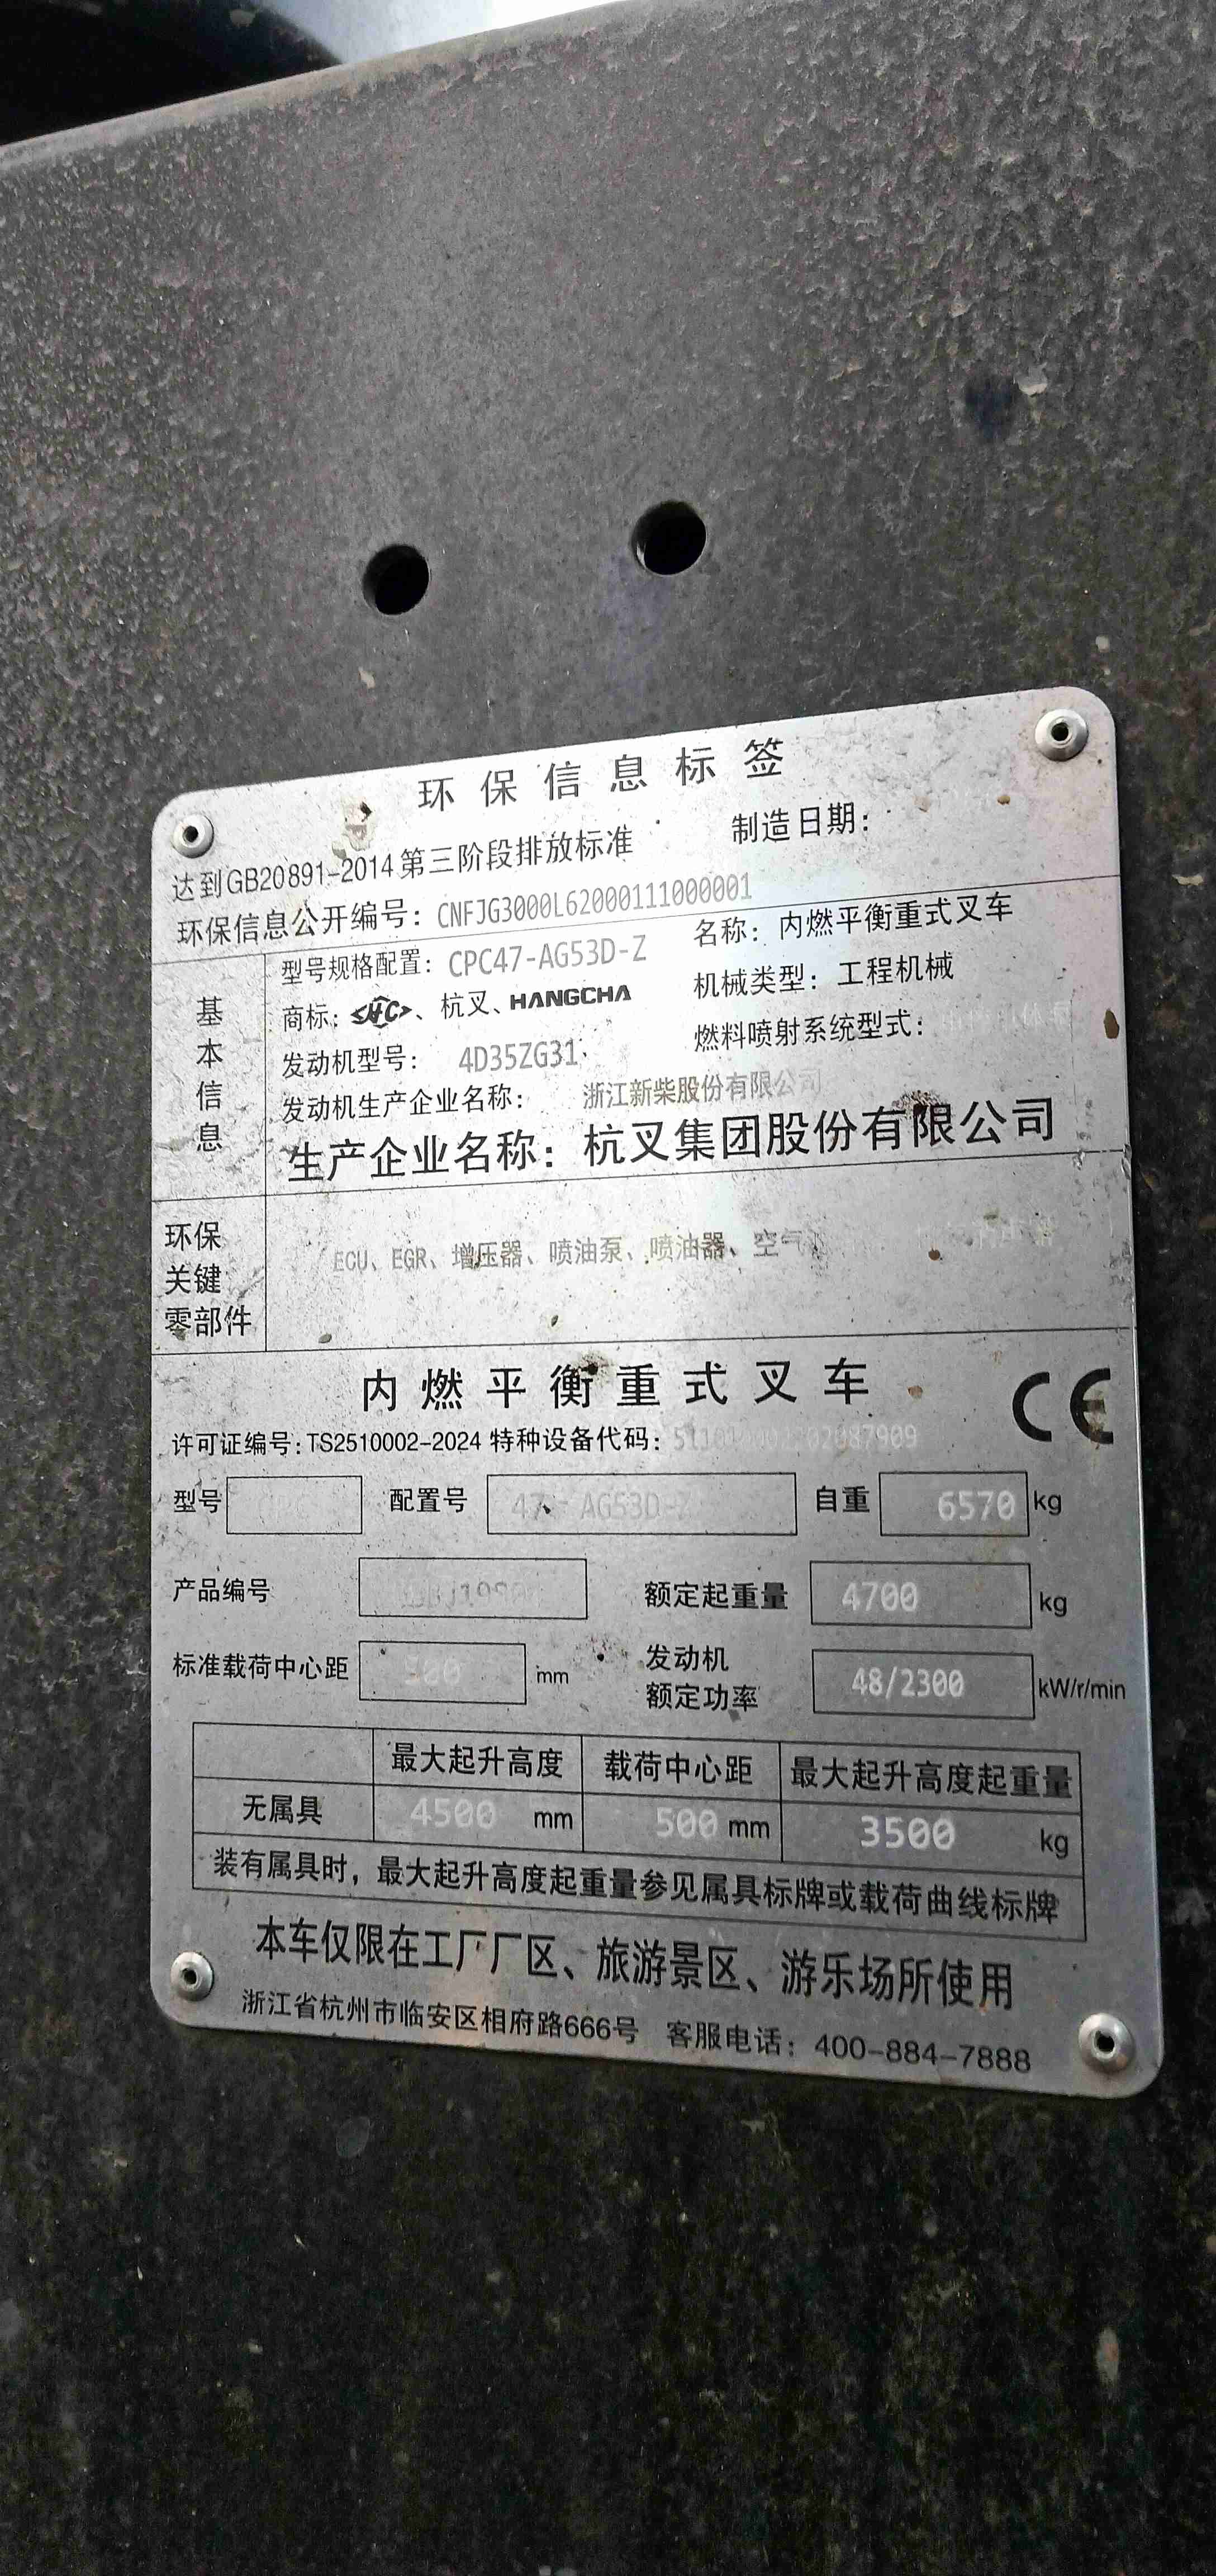 环保信息标签
达到GB20891-2014第三阶段排放标准 制造日期：
环保信息公开编号：CNFJG3000L62000111000001
基本信息
型号规格配置：CPC47-AG53D-Z 名称：内燃平衡重式叉车
商标：HC、杭叉、HANGCHA 机械类型：工程机械
发动机型号：4D35ZG31 燃料喷射系统型式：
发动机生产企业名称：浙江新柴股份有限公司
生产企业名称：杭叉集团股份有限公司
环保关键零部件 ECU、EGR、增压器、喷油泵、喷油器、空气
内燃平衡重式叉车 CE
许可证编号：TS2510002-2024 特种设备代码：
型号 配置号 47- AG53D 自重 6570 kg
产品编号 额定起重量 4700 kg
标准载荷中心距 mm 发动机额定功率 48/2300 kW/r/min
最大起升高度 载荷中心距 最大起升高度起重量
无属具 4500 mm 500 mm 3500 kg
装有属具时，最大起升高度起重量参见属具标牌或载荷曲线标牌
本车仅限在工厂厂区、旅游景区、游乐场所使用
浙江省杭州市临安区相府路666号 客服电话：400-884-7888